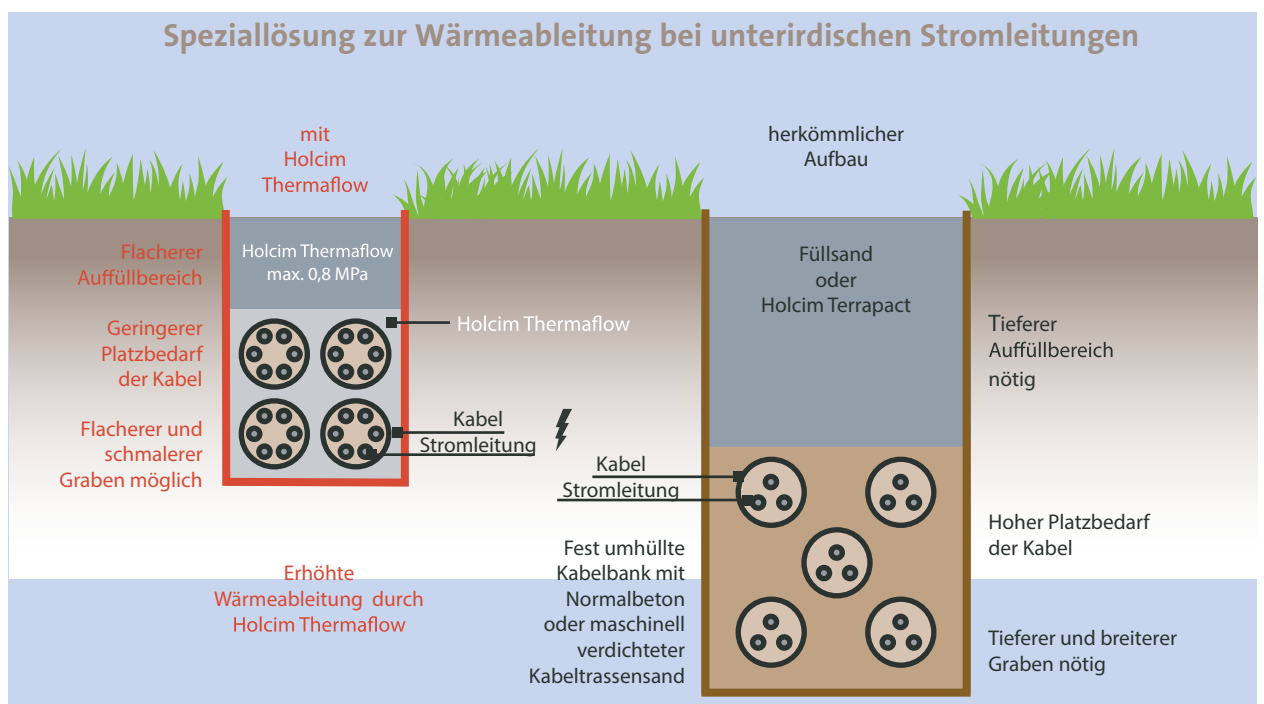 Speziallösung zur Wärmeableitung bei unterirdischen Stromleitungen
mit
Holcim
Thermaflow
herkömmlicher
Aufbau
Flacherer
Auffüllbereich
Holcim Thermaflow
max. 0,8 MPa
Füllsand
oder
Holcim Terrapact
Geringerer
Platzbedarf
der Kabel
Holcim Thermaflow
Tieferer
Auffüllbereich
nötig
Flacherer und
schmalerer
Graben möglich
Kabel
Stromleitung
Kabel
Stromleitung
Hoher Platzbedarf
der Kabel
Erhöhte
Wärmeableitung durch
Holcim Thermaflow
Fest umhüllte
Kabelbank mit
Normalbeton
oder maschinell
verdichteter
Kabeltrassensand
Tieferer und breiterer
Graben nötig